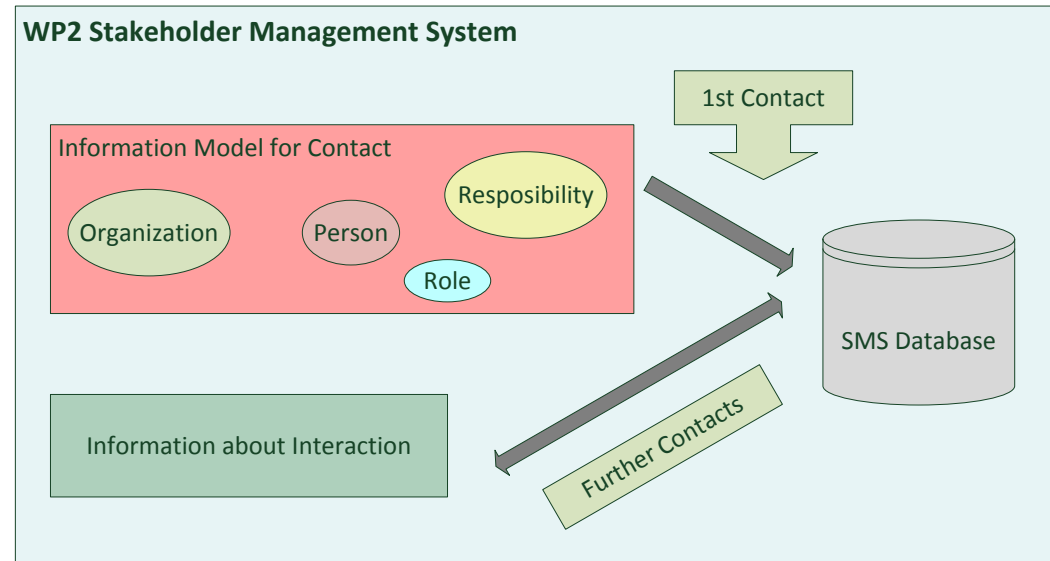 WP2 Stakeholder Management System
1st Contact
Information Model for Contact
Resposibility
Organization
Person
Role
SMS Database
Further Contacts
Information about Interaction